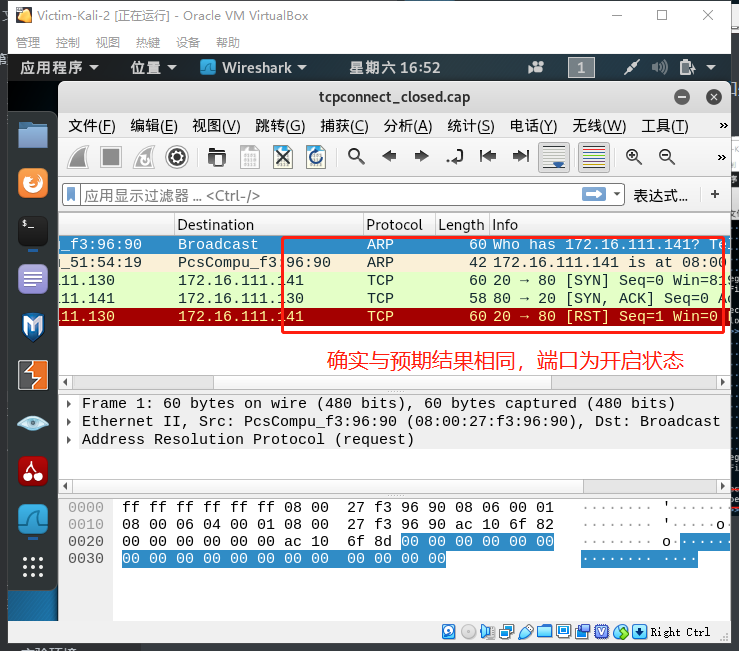 Victim-Kali-2 [正在运行] - Oracle VM VirtualBox
管理 控制 视图 热键 设备 帮助
应用程序 位置 Wireshark 星期六 16:52 1
tcpconnect_closed.cap
文件(F) 编辑(E) 视图(V) 跳转(G) 捕获(C) 分析(A) 统计(S) 电话(Y) 无线(W) 工具(T) »
应用显示过滤器 … <Ctrl-/> 表达式… +
Destination Protocol Length Info
_f3:96:90 Broadcast ARP 60 Who has 172.16.111.141? Te
_51:54:19 PcsCompu_f3:96:90 ARP 42 172.16.111.141 is at 08:00
11.130 172.16.111.141 TCP 60 20 → 80 [SYN] Seq=0 Win=81
11.141 172.16.111.130 TCP 58 80 → 20 [SYN, ACK] Seq=0 A
11.130 172.16.111.141 TCP 60 20 → 80 [RST] Seq=1 Win=0
确实与预期结果相同，端口为开启状态
Frame 1: 60 bytes on wire (480 bits), 60 bytes captured (480 bits)
Ethernet II, Src: PcsCompu_f3:96:90 (08:00:27:f3:96:90), Dst: Broadcast
Address Resolution Protocol (request)
0000 ff ff ff ff ff ff 08 00 27 f3 96 90 08 06 00 01 ········ '·······
0010 08 00 06 04 00 01 08 00 27 f3 96 90 ac 10 6f 82 ········ '·····o·
0020 00 00 00 00 00 00 ac 10 6f 8d 00 00 00 00 00 00 ········ o·······
0030 00 00 00 00 00 00 00 00 00 00 00 00 ········ ····
Right Ctrl